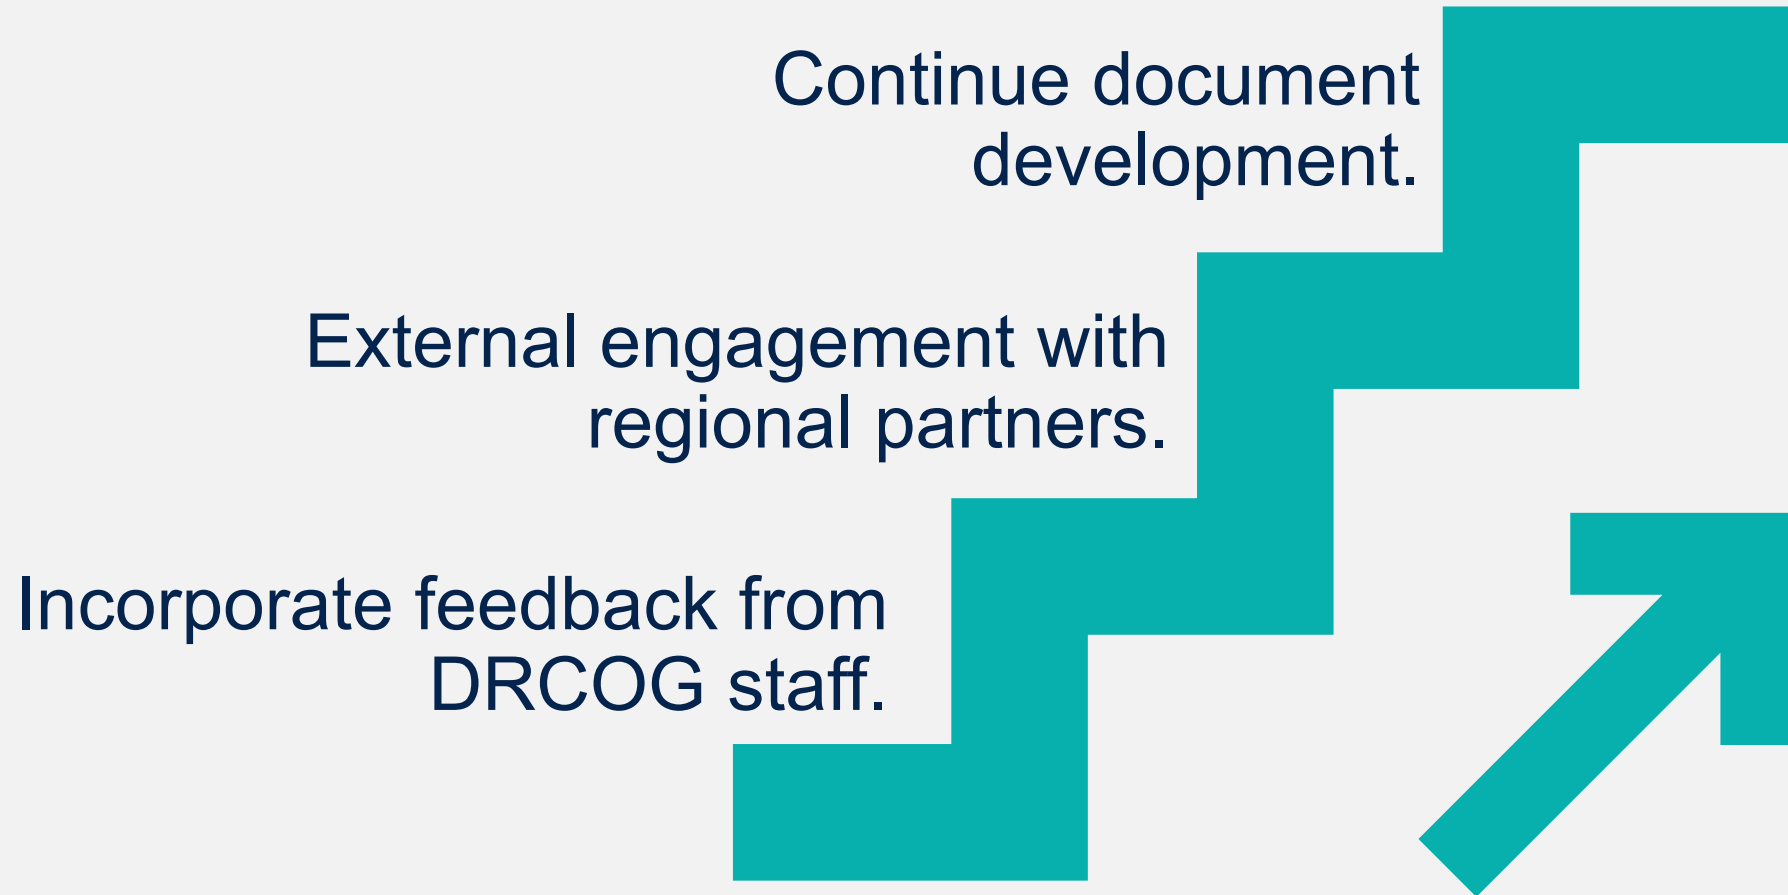 Continue document
development.
External engagement with
regional partners.
Incorporate feedback from
DRCOG staff.